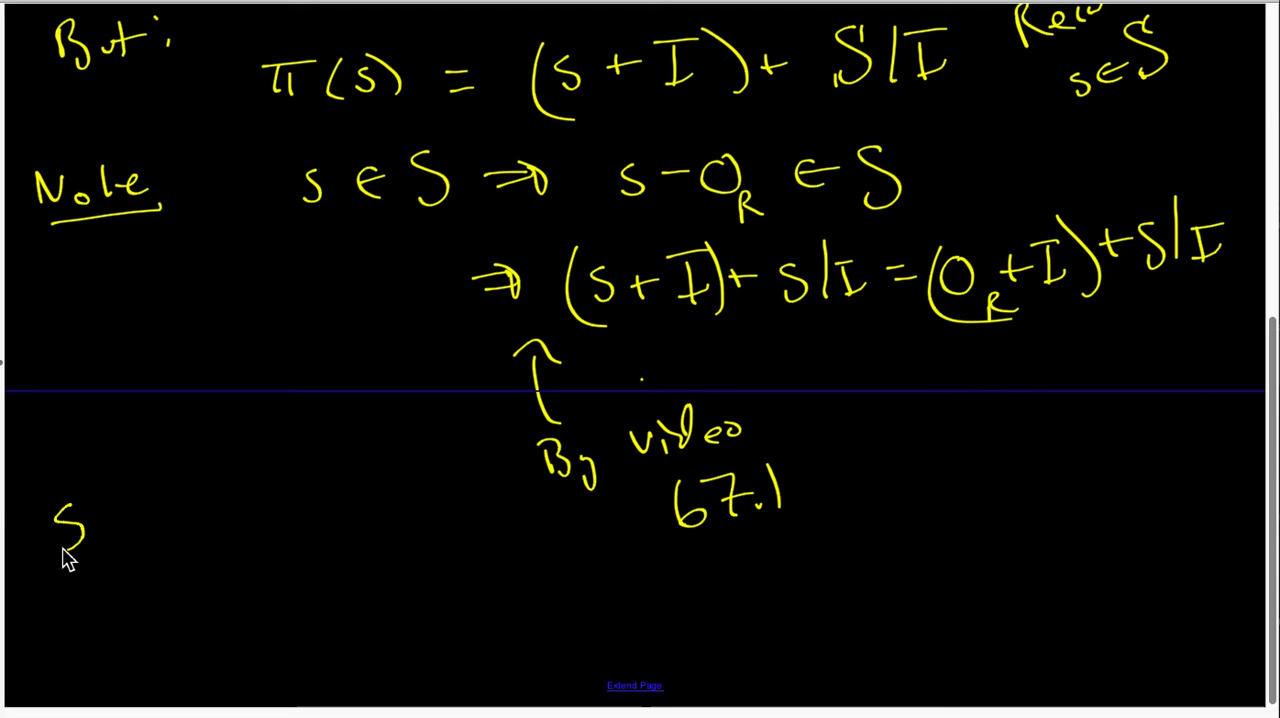 But:
π(s) = (s + I) + S/I
s ∈ S
Note s ∈ S ⇒ s - 0_R ∈ S
⇒ (s + I) + S/I = (0_R + I) + S/I
By video
67.1
S
Extend Page